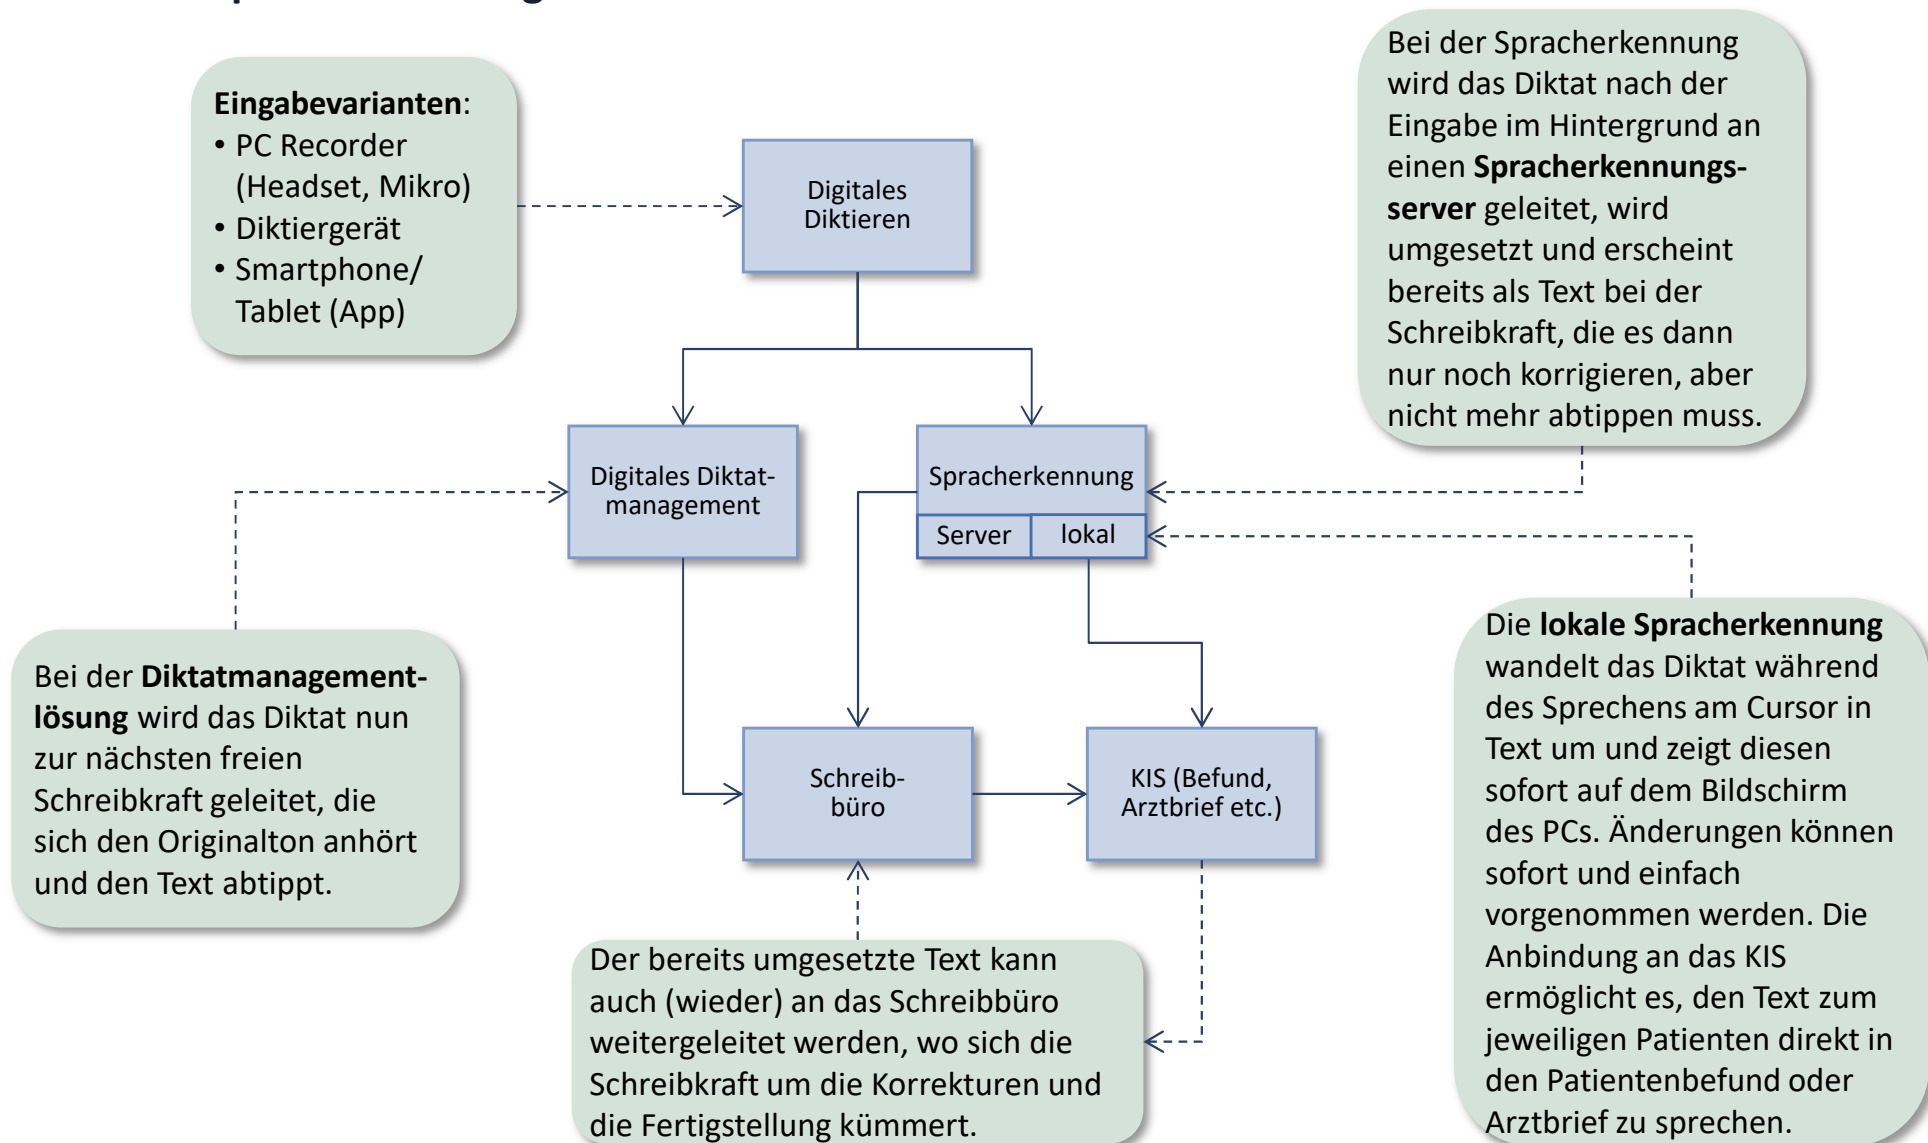 Eingabevarianten:
• PC Recorder
(Headset, Mikro)
• Diktiergerät
• Smartphone/
Tablet (App)
Digitales
Diktieren
Bei der Spracherkennung
wird das Diktat nach der
Eingabe im Hintergrund an
einen Spracherkennungs-
server geleitet, wird
umgesetzt und erscheint
bereits als Text bei der
Schreibkraft, die es dann
nur noch korrigieren, aber
nicht mehr abtippen muss.
Digitales Diktat-
management
Spracherkennung
Server
lokal
Bei der Diktatmanagement-
lösung wird das Diktat nun
zur nächsten freien
Schreibkraft geleitet, die
sich den Originalton anhört
und den Text abtippt.
Schreib-
büro
KIS (Befund,
Arztbrief etc.)
Die lokale Spracherkennung
wandelt das Diktat während
des Sprechens am Cursor in
Text um und zeigt diesen
sofort auf dem Bildschirm
des PCs. Änderungen können
sofort und einfach
vorgenommen werden. Die
Anbindung an das KIS
ermöglicht es, den Text zum
jeweiligen Patienten direkt in
den Patientenbefund oder
Arztbrief zu sprechen.
Der bereits umgesetzte Text kann
auch (wieder) an das Schreibbüro
weitergeleitet werden, wo sich die
Schreibkraft um die Korrekturen und
die Fertigstellung kümmert.